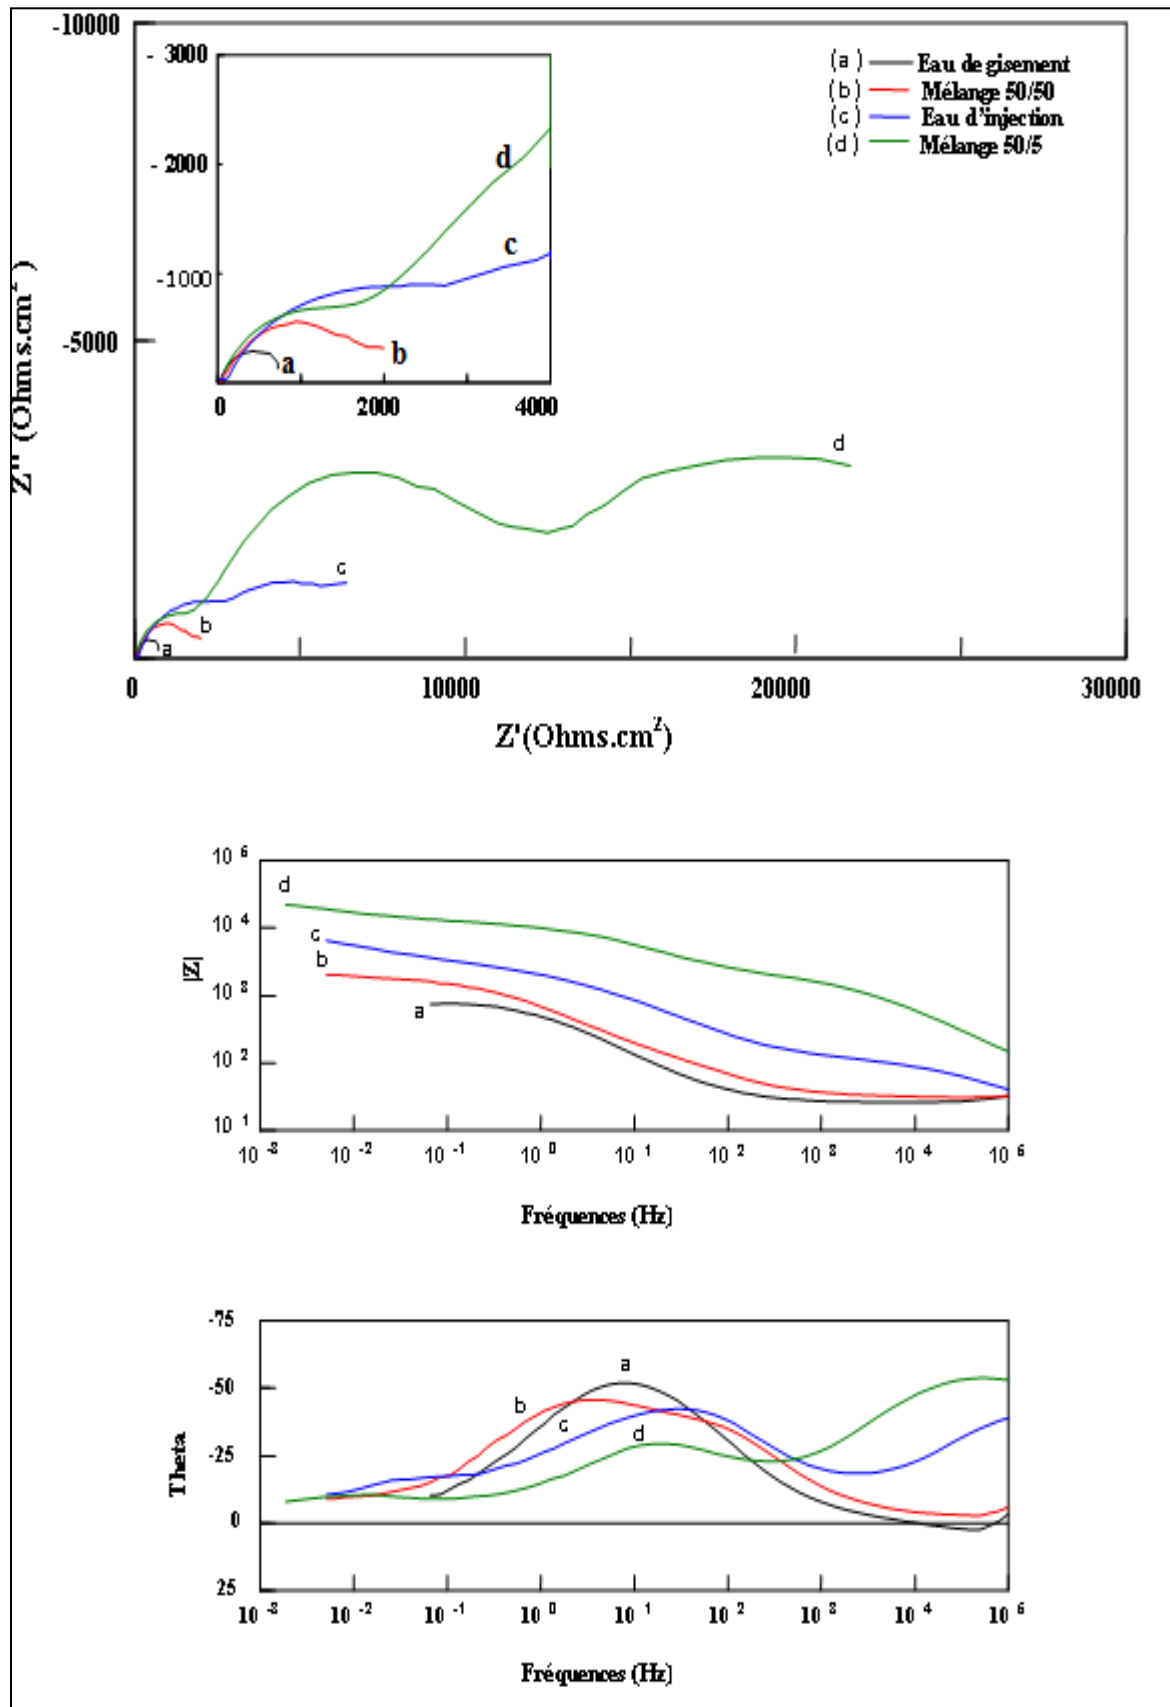 -10000
- 3000
(a) Eau de gisement
(b) Mélange 50/50
(c) Eau d'injection
(d) Mélange 50/5
d
- 2000
c
-1000
Z'' (Ohms.cm² )
-5000
a
b
0 2000 4000
d
c
b
a
0 10000 20000 30000
Z'(Ohms.cm²)
10 6
d
10 4
c
|Z|
b
10 3
a
10 2
10 1
10 -3 10 -2 10 -1 10 0 10 1 10 2 10 3 10 4 10 6
Fréquences (Hz)
-75
a
-50
b
c
d
-25
Theta
0
25
10 -3 10 -2 10 -1 10 0 10 1 10 2 10 3 10 4 10 6
Fréquences (Hz)